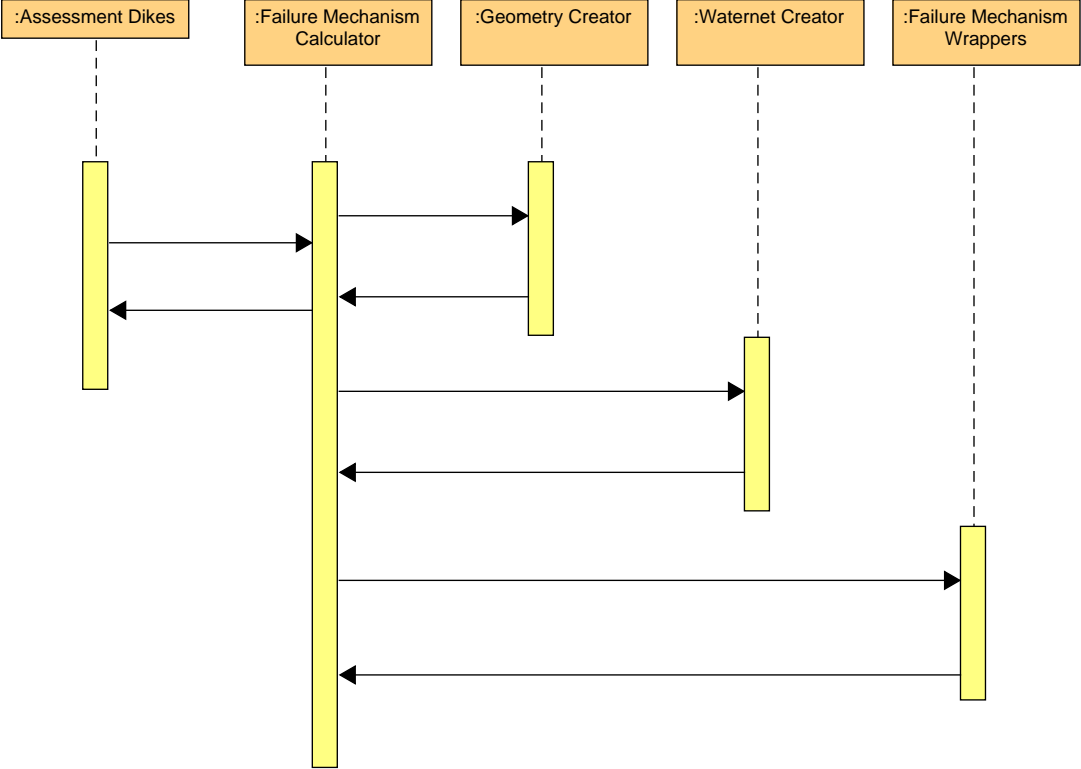 :Assessment Dikes
:Failure Mechanism
Calculator
:Geometry Creator
:Waternet Creator
:Failure Mechanism
Wrappers